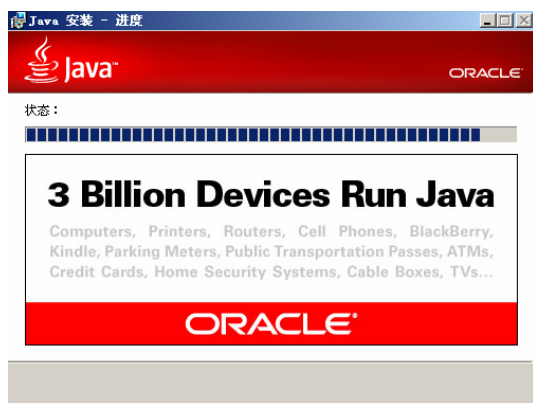 Java 安装 - 进度
Java™
ORACLE®
状态：
3 Billion Devices Run Java
Computers, Printers, Routers, Cell Phones, BlackBerry,
Kindle, Parking Meters, Public Transportation Passes, ATMs,
Credit Cards, Home Security Systems, Cable Boxes, TVs...
ORACLE®